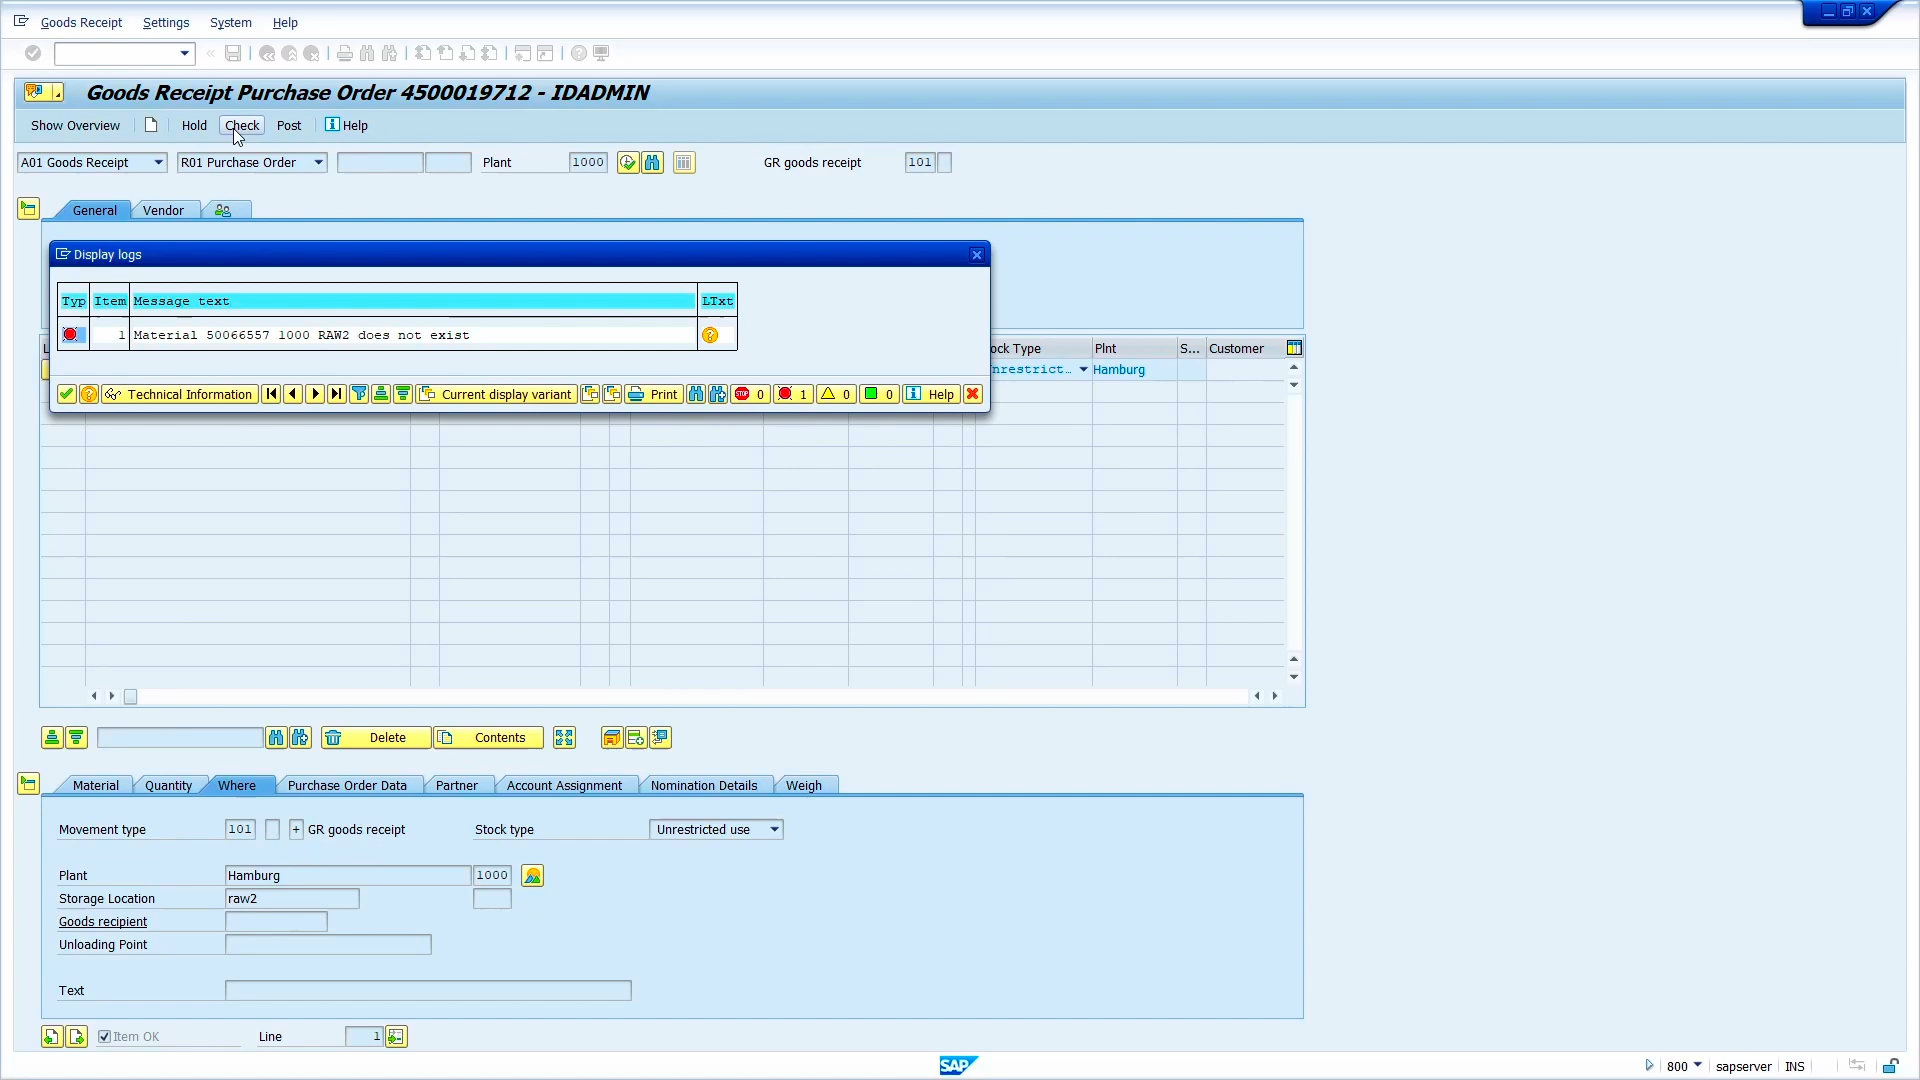 Goods Receipt Settings System Help
Goods Receipt Purchase Order 4500019712 - IDADMIN
Show Overview Hold Check Post Help
A01 Goods Receipt R01 Purchase Order Plant 1000 GR goods receipt 101
General Vendor
Display logs
Typ Item Message text LTxt
1 Material 50066557 1000 RAW2 does not exist
L ock Type Plnt S... Customer
nrestrict... Hamburg
Technical Information Current display variant Print STOP 0 1 0 0 Help
Delete Contents
Material Quantity Where Purchase Order Data Partner Account Assignment Nomination Details Weigh
Movement type 101 + GR goods receipt Stock type Unrestricted use
Plant Hamburg 1000
Storage Location raw2
Goods recipient
Unloading Point
Text
Item OK Line 1
SAP 800 sapserver INS